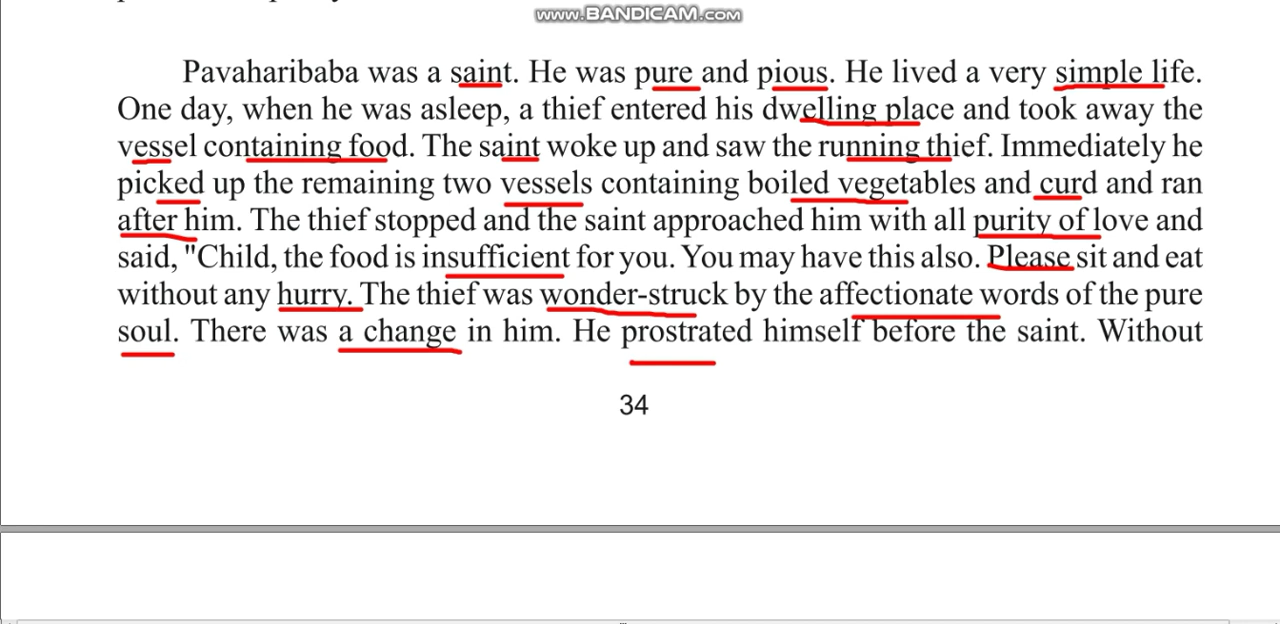 www.BANDICAM.com
Pavaharibaba was a saint. He was pure and pious. He lived a very simple life.
One day, when he was asleep, a thief entered his dwelling place and took away the
vessel containing food. The saint woke up and saw the running thief. Immediately he
picked up the remaining two vessels containing boiled vegetables and curd and ran
after him. The thief stopped and the saint approached him with all purity of love and
said, "Child, the food is insufficient for you. You may have this also. Please sit and eat
without any hurry. The thief was wonder-struck by the affectionate words of the pure
soul. There was a change in him. He prostrated himself before the saint. Without
34